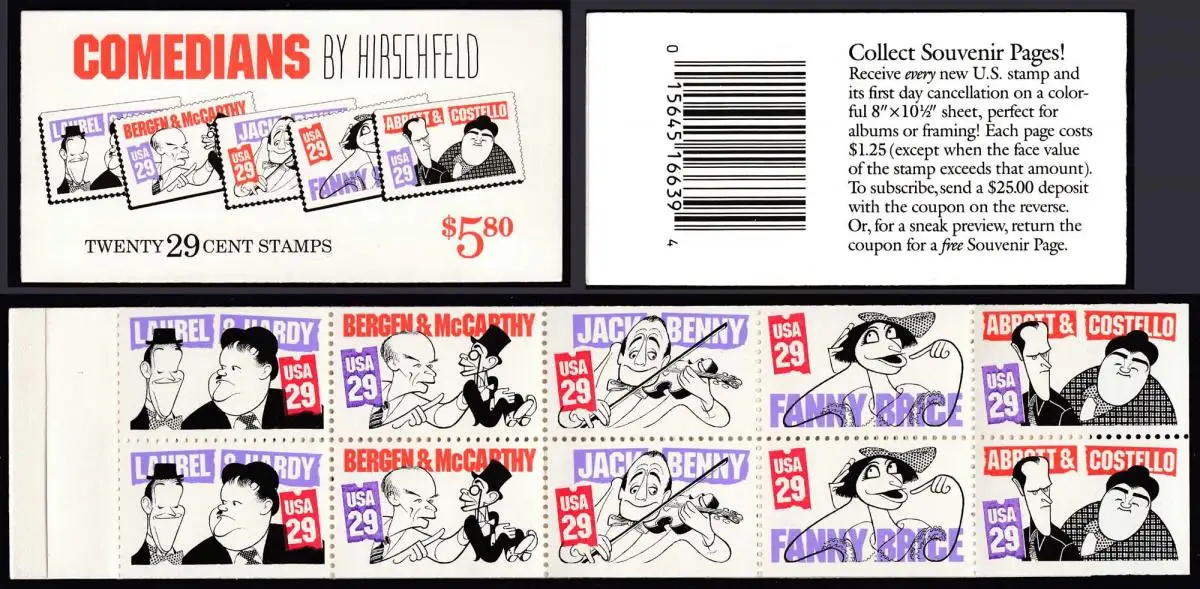 COMEDIANS BY HIRSCHFELD
LAUREL
BERGEN & McCARTHY
USA
29
JACK
USA
29
USA
29
FANNY
ABBOTT & COSTELLO
USA
29
TWENTY 29 CENT STAMPS
$5.80
0 15645 16639 4
Collect Souvenir Pages!
Receive every new U.S. stamp and
its first day cancellation on a color-
ful 8" × 10½" sheet, perfect for
albums or framing! Each page costs
$1.25 (except when the face value
of the stamp exceeds that amount).
To subscribe, send a $25.00 deposit
with the coupon on the reverse.
Or, for a sneak preview, return the
coupon for a free Souvenir Page.
LAUREL & HARDY
USA
29
BERGEN & McCARTHY
USA
29
JACK BENNY
USA
29
USA
29
FANNY BRICE
ABBOTT & COSTELLO
USA
29
LAUREL & HARDY
USA
29
BERGEN & McCARTHY
USA
29
JACK BENNY
USA
29
USA
29
FANNY BRICE
ABBOTT & COSTELLO
USA
29